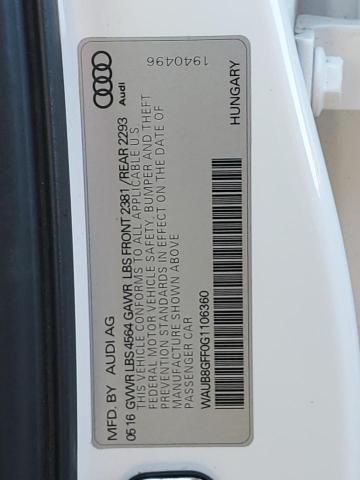 MFD. BY AUDI AG
05 16 GVWR LBS 4564 GAWR LBS FRONT 2381 / REAR 2293
THIS VEHICLE CONFORMS TO ALL APPLICABLE U.S.
FEDERAL MOTOR VEHICLE SAFETY, BUMPER AND THEFT
PREVENTION STANDARDS IN EFFECT ON THE DATE OF
MANUFACTURE SHOWN ABOVE
PASSENGER CAR
WAUB8GFF0G1106360
HUNGARY
Audi
1940496